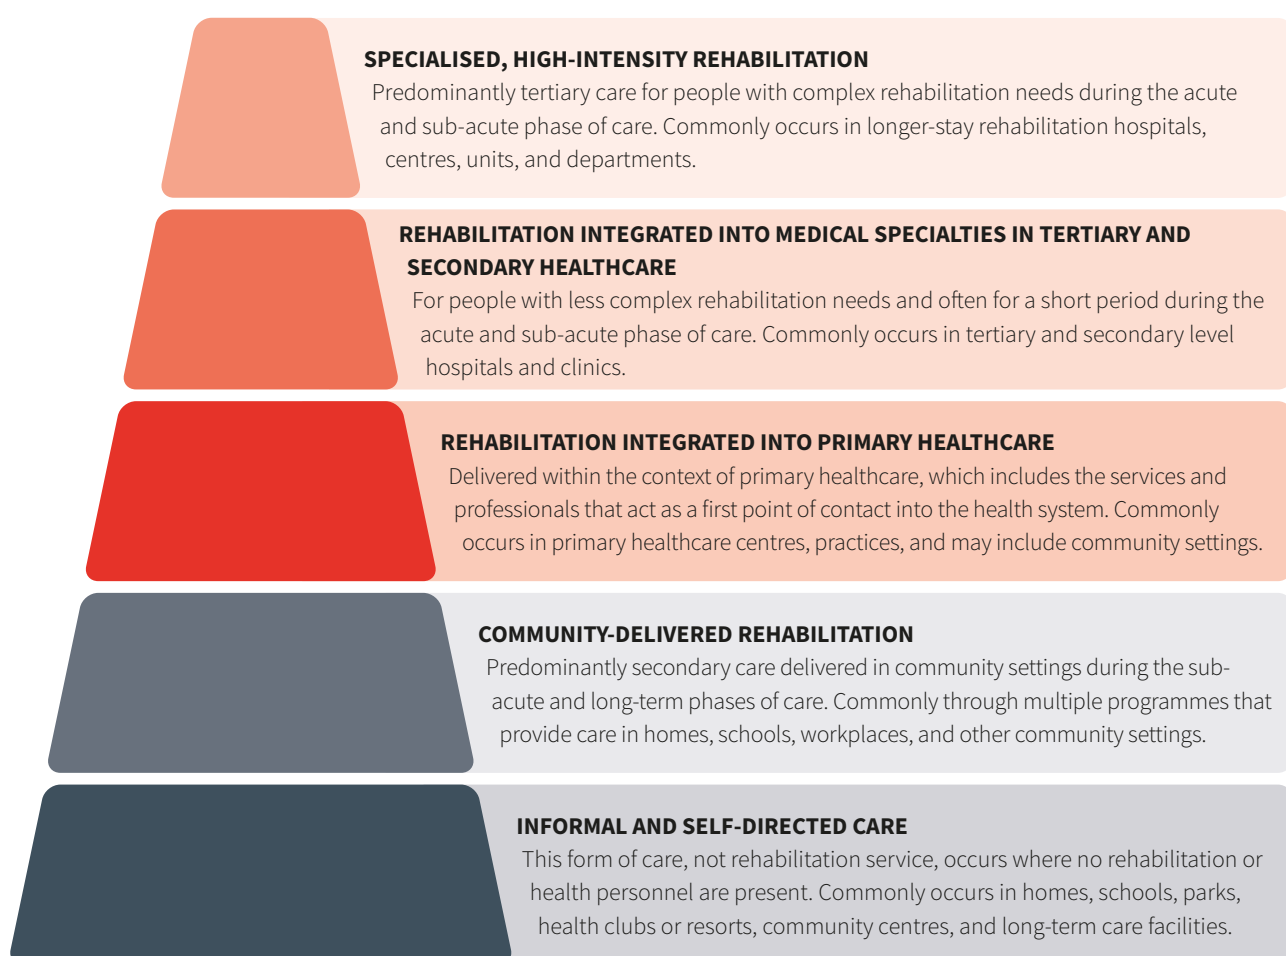 SPECIALISED, HIGH-INTENSITY REHABILITATION
Predominantly tertiary care for people with complex rehabilitation needs during the acute
and sub-acute phase of care. Commonly occurs in longer-stay rehabilitation hospitals,
centres, units, and departments.
REHABILITATION INTEGRATED INTO MEDICAL SPECIALTIES IN TERTIARY AND
SECONDARY HEALTHCARE
For people with less complex rehabilitation needs and often for a short period during the
acute and sub-acute phase of care. Commonly occurs in tertiary and secondary level
hospitals and clinics.
REHABILITATION INTEGRATED INTO PRIMARY HEALTHCARE
Delivered within the context of primary healthcare, which includes the services and
professionals that act as a first point of contact into the health system. Commonly
occurs in primary healthcare centres, practices, and may include community settings.
COMMUNITY-DELIVERED REHABILITATION
Predominantly secondary care delivered in community settings during the sub-
acute and long-term phases of care. Commonly through multiple programmes that
provide care in homes, schools, workplaces, and other community settings.
INFORMAL AND SELF-DIRECTED CARE
This form of care, not rehabilitation service, occurs where no rehabilitation or
health personnel are present. Commonly occurs in homes, schools, parks,
health clubs or resorts, community centres, and long-term care facilities.